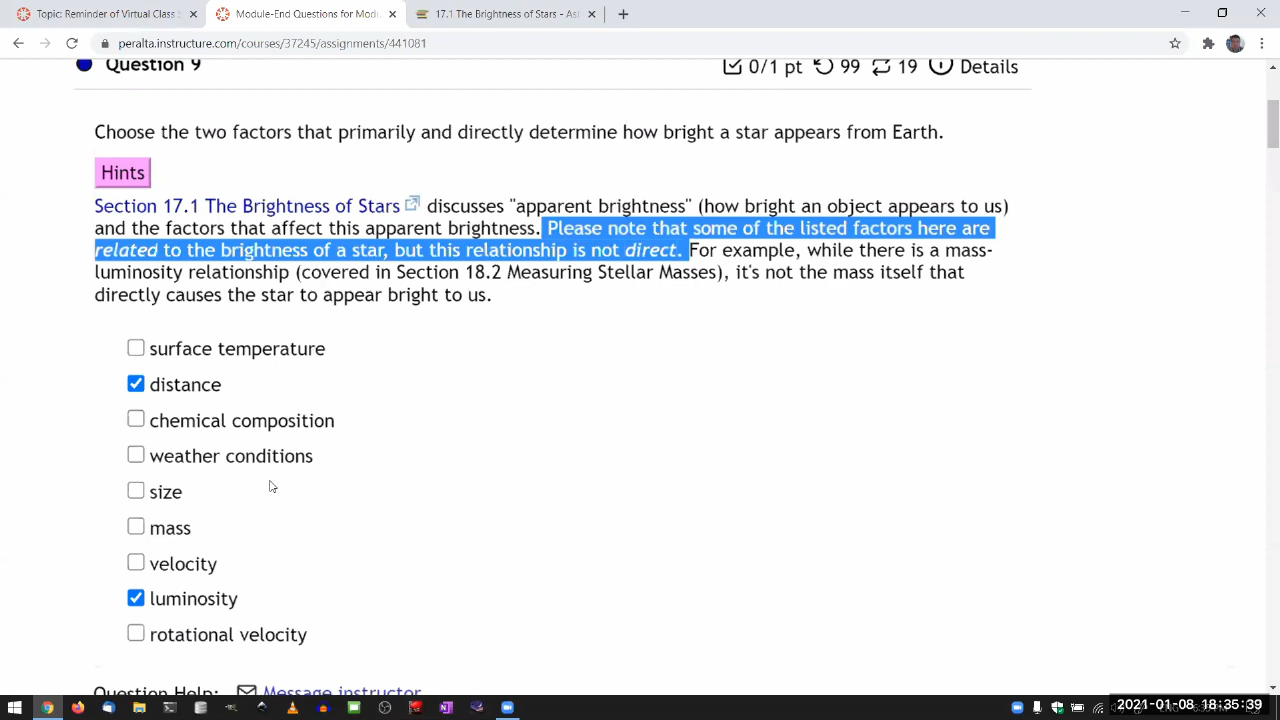 Topic Reminder of Virtual Class S
Module-End Questions for Modu
17.1 The Brightness of Stars - Ast
peralta.instructure.com/courses/37245/assignments/441081
Question 9
0/1 pt 99 19 Details
Choose the two factors that primarily and directly determine how bright a star appears from Earth.
Hints
Section 17.1 The Brightness of Stars discusses "apparent brightness" (how bright an object appears to us)
and the factors that affect this apparent brightness. Please note that some of the listed factors here are
related to the brightness of a star, but this relationship is not direct. For example, while there is a mass-
luminosity relationship (covered in Section 18.2 Measuring Stellar Masses), it's not the mass itself that
directly causes the star to appear bright to us.
surface temperature
distance
chemical composition
weather conditions
size
mass
velocity
luminosity
rotational velocity
Question Help: Message instructor
2021-01-08 18:35:39